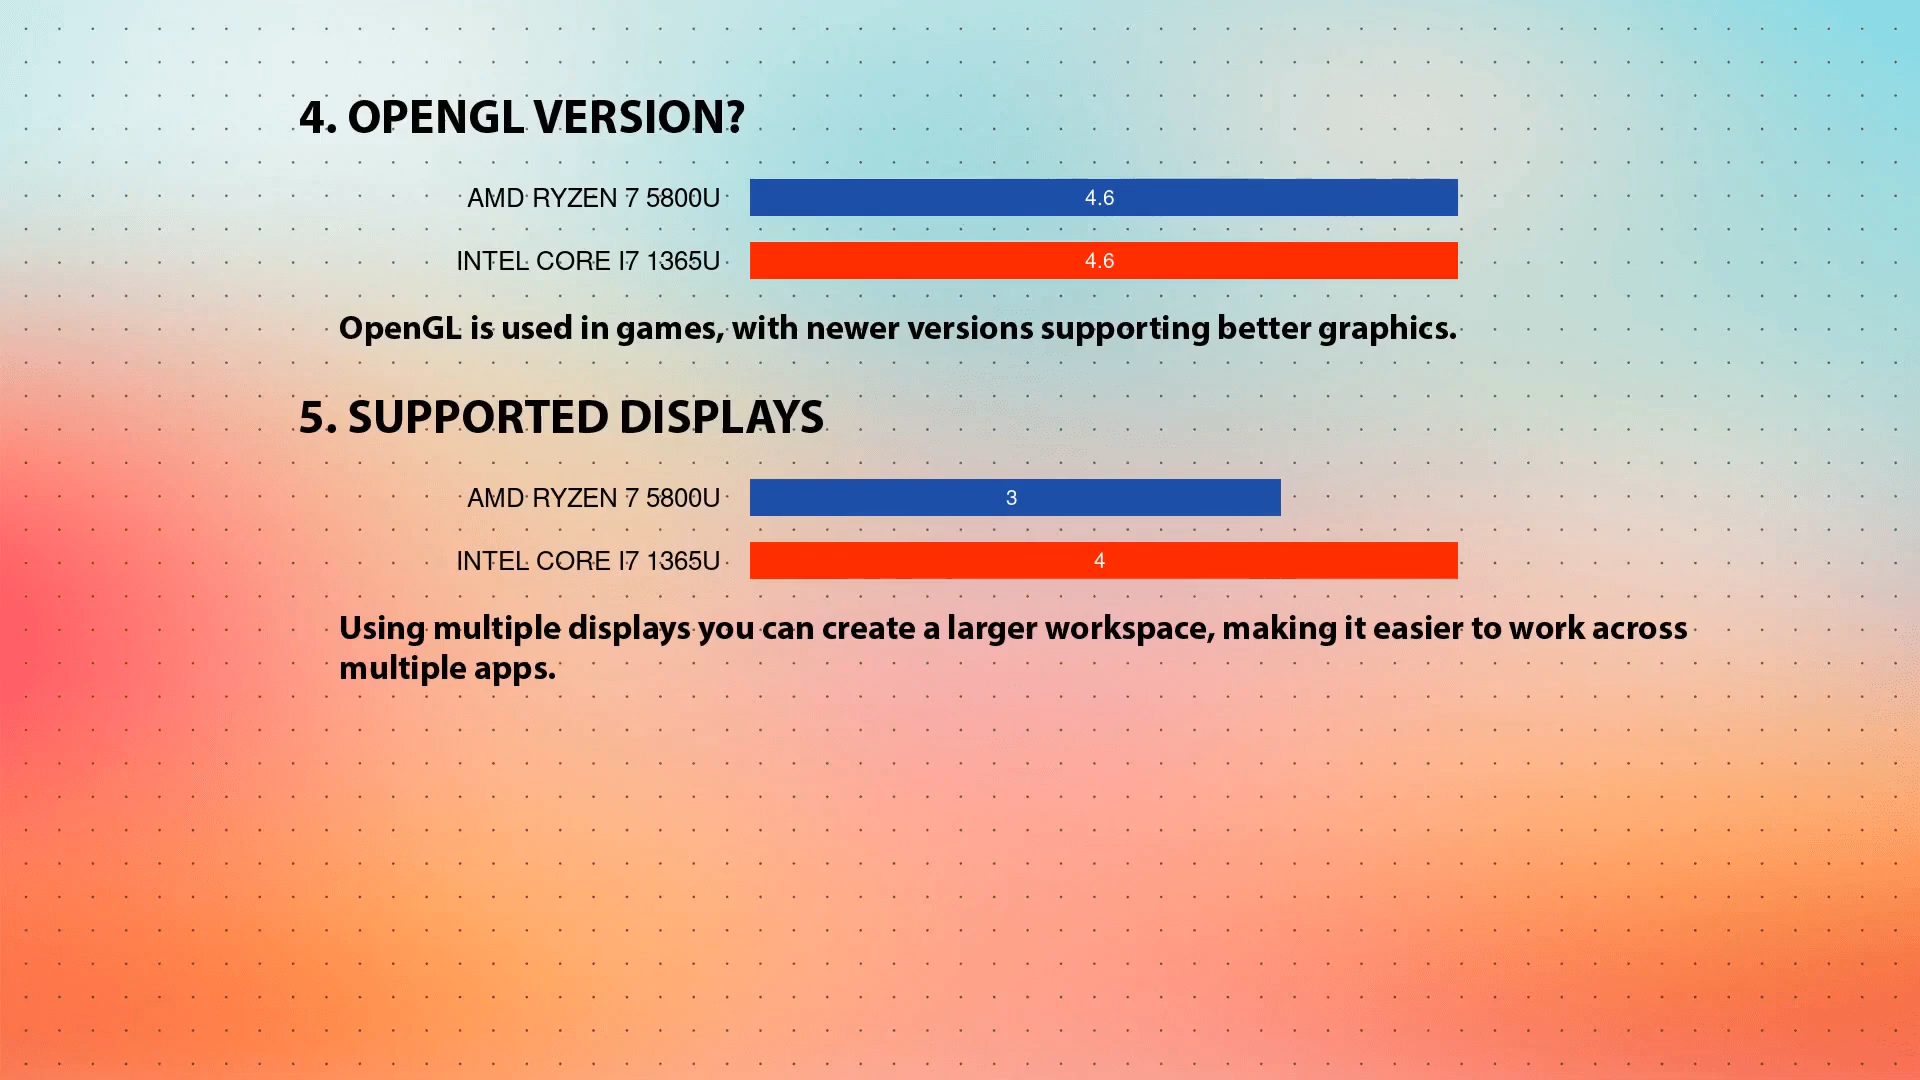 4. OPENGL VERSION?
AMD RYZEN 7 5800U
4.6
INTEL CORE I7 1365U
4.6
OpenGL is used in games, with newer versions supporting better graphics.
5. SUPPORTED DISPLAYS
AMD RYZEN 7 5800U
3
INTEL CORE I7 1365U
4
Using multiple displays you can create a larger workspace, making it easier to work across
multiple apps.